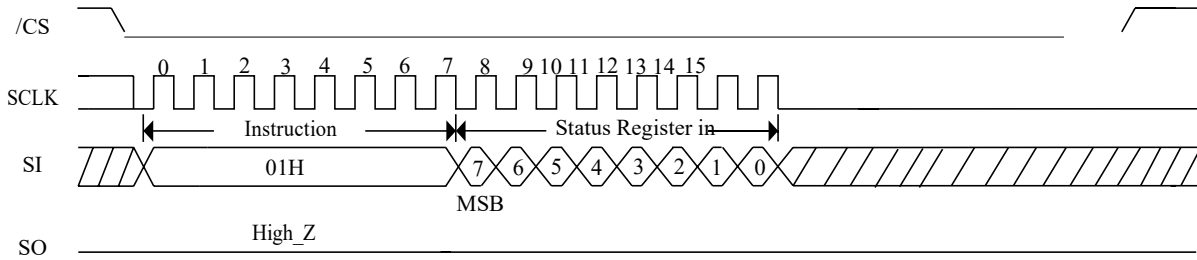 /CS
0 1 2 3 4 5 6 7 8 9 10 11 12 13 14 15
SCLK
Instruction Status Register in
SI 01H 7 6 5 4 3 2 1 0
MSB
High_Z
SO